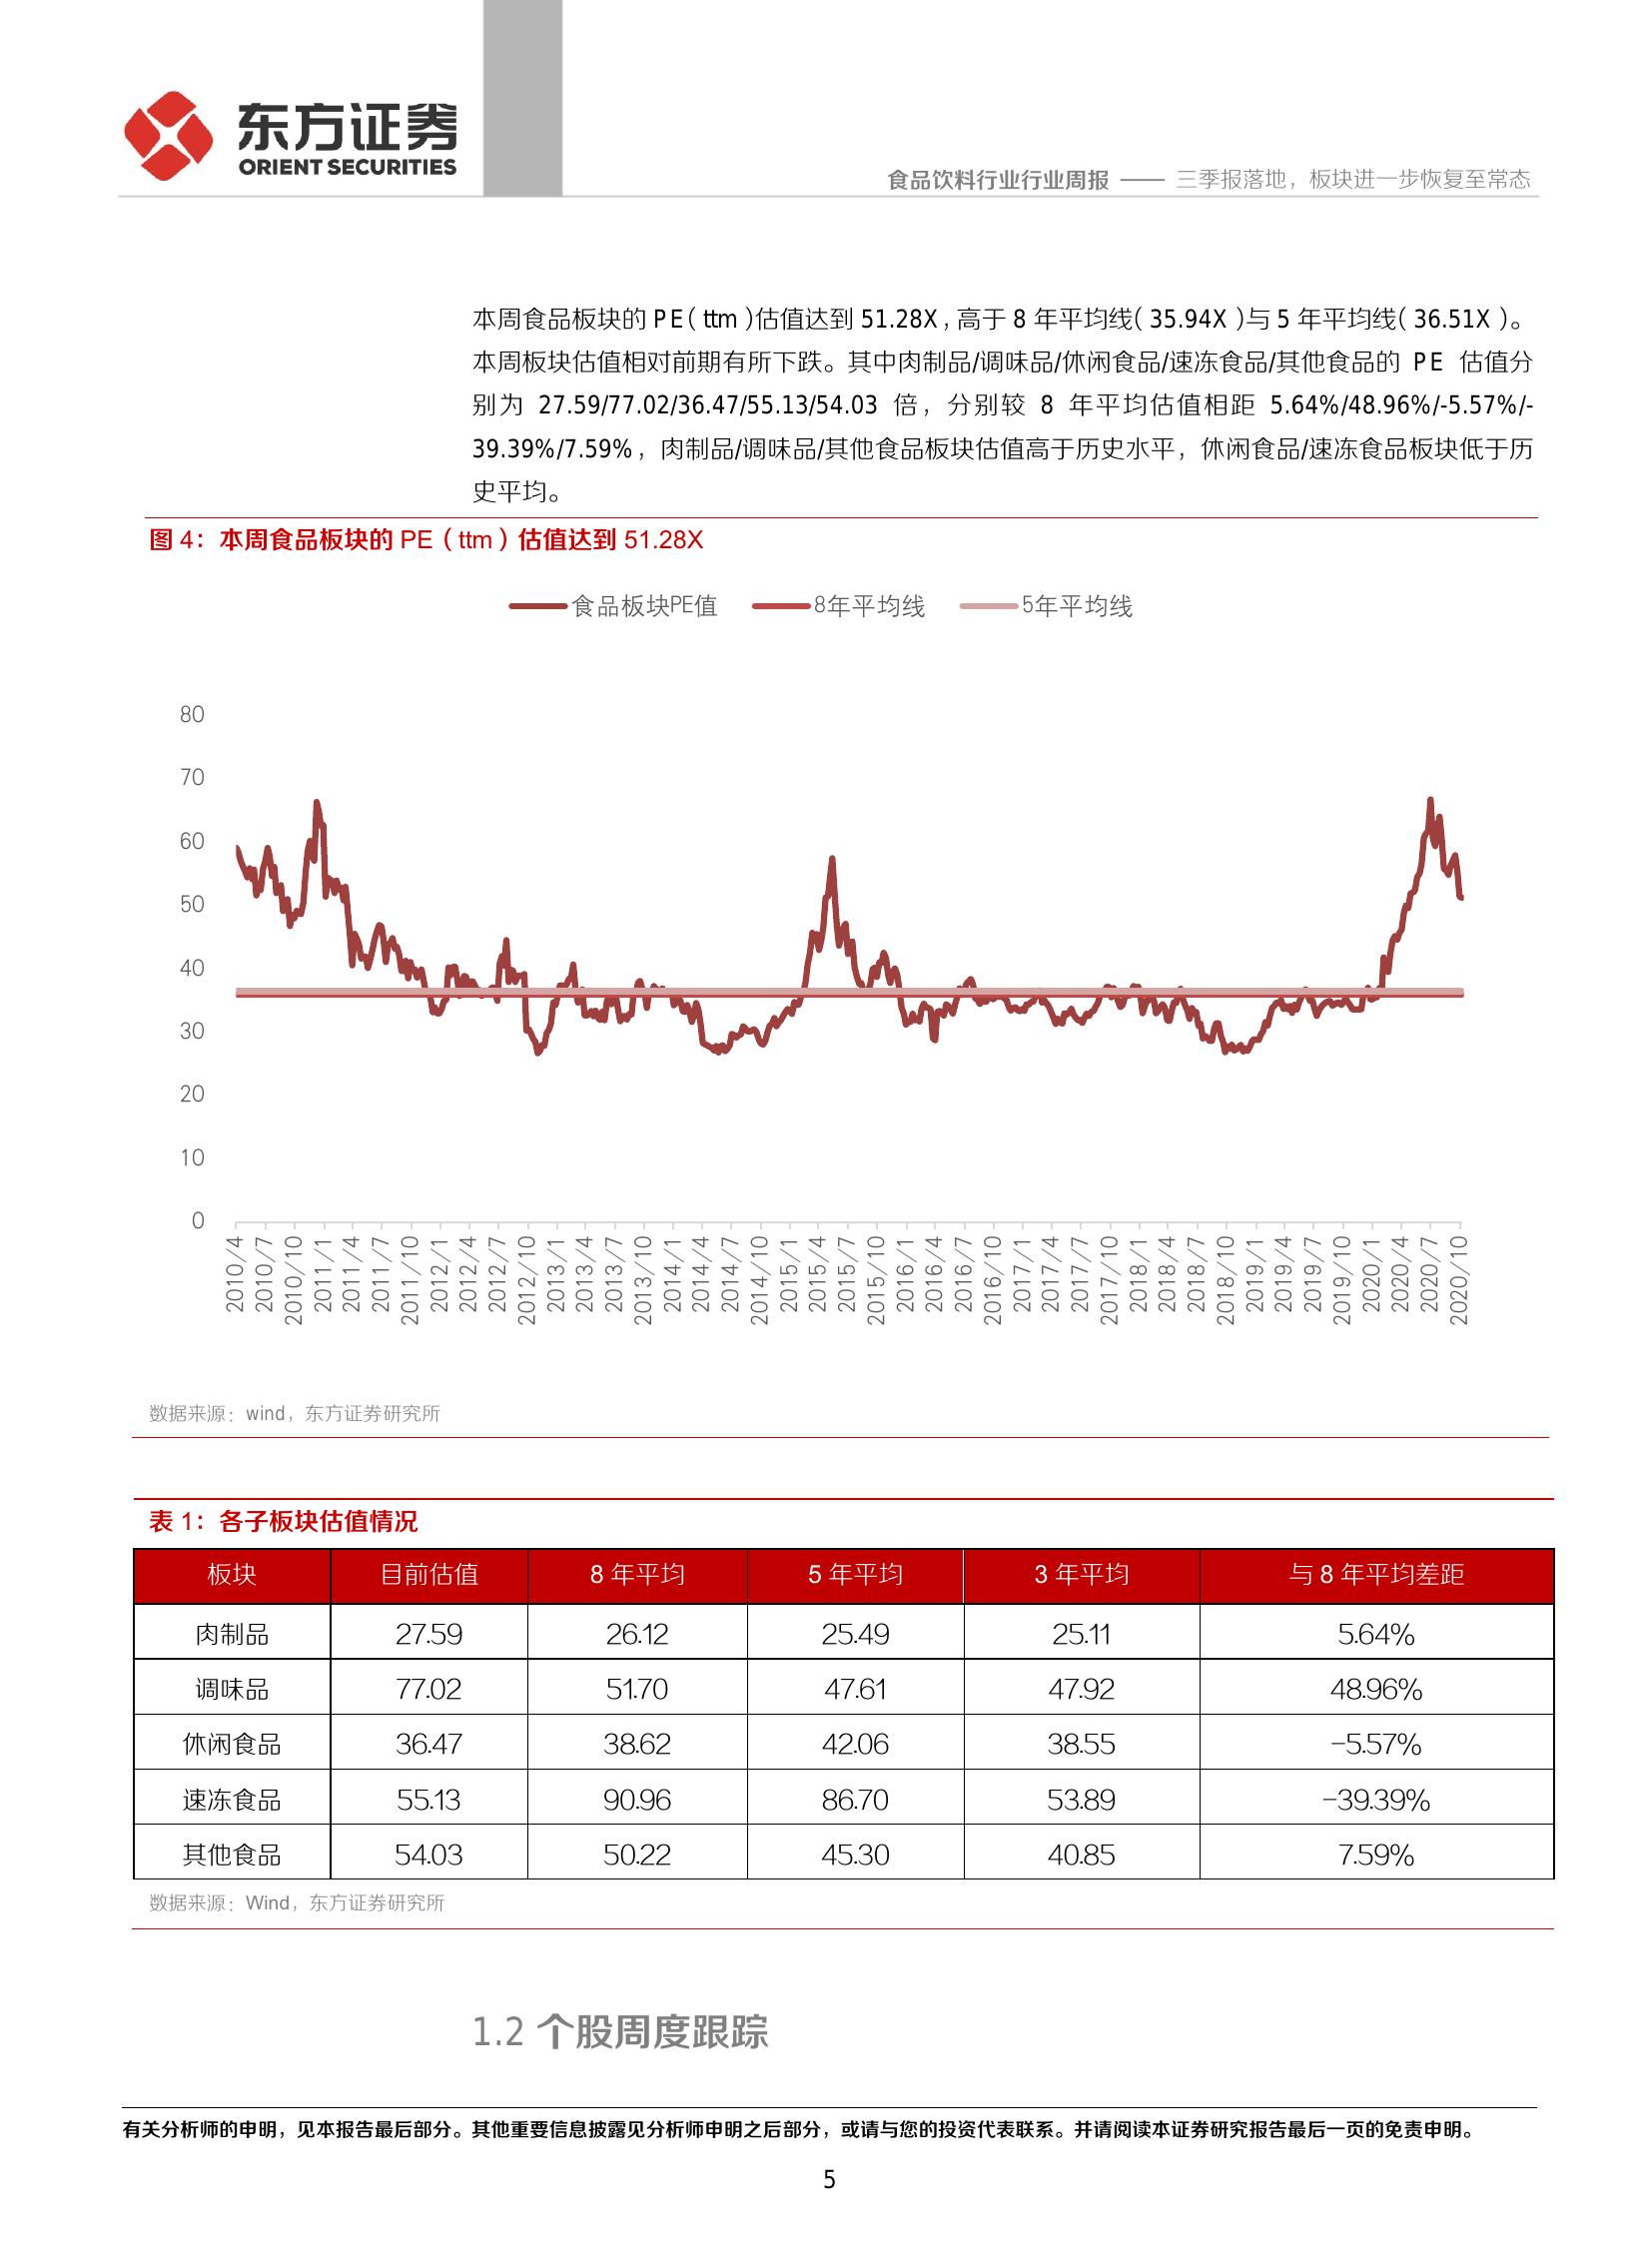 东方证券
ORIENT SECURITIES
食品饮料行业行业周报 —— 三季报落地，板块进一步恢复至常态
本周食品板块的 PE（ttm）估值达到 51.28X，高于 8 年平均线（35.94X）与 5 年平均线（36.51X）。
本周板块估值相对前期有所下跌。其中肉制品/调味品/休闲食品/速冻食品/其他食品的 PE 估值分
别为 27.59/77.02/36.47/55.13/54.03 倍，分别较 8 年平均估值相距 5.64%/48.96%/-5.57%/-
39.39%/7.59%，肉制品/调味品/其他食品板块估值高于历史水平，休闲食品/速冻食品板块低于历
史平均。
图 4：本周食品板块的 PE（ttm）估值达到 51.28X
食品板块PE值 8年平均线 5年平均线
80
70
60
50
40
30
20
10
0
2010/4 2010/7 2010/10 2011/1 2011/4 2011/7 2011/10 2012/1 2012/4 2012/7 2012/10 2013/1 2013/4 2013/7 2013/10 2014/1 2014/4 2014/7 2014/10 2015/1 2015/4 2015/7 2015/10 2016/1 2016/4 2016/7 2016/10 2017/1 2017/4 2017/7 2017/10 2018/1 2018/4 2018/7 2018/10 2019/1 2019/4 2019/7 2019/10 2020/1 2020/4 2020/7 2020/10
数据来源：wind，东方证券研究所
表 1：各子板块估值情况
板块 目前估值 8 年平均 5 年平均 3 年平均 与 8 年平均差距
肉制品 27.59 26.12 25.49 25.11 5.64%
调味品 77.02 51.70 47.61 47.92 48.96%
休闲食品 36.47 38.62 42.06 38.55 -5.57%
速冻食品 55.13 90.96 86.70 53.89 -39.39%
其他食品 54.03 50.22 45.30 40.85 7.59%
数据来源：Wind，东方证券研究所
1.2 个股周度跟踪
有关分析师的申明，见本报告最后部分。其他重要信息披露见分析师申明之后部分，或请与您的投资代表联系。并请阅读本证券研究报告最后一页的免责申明。
5